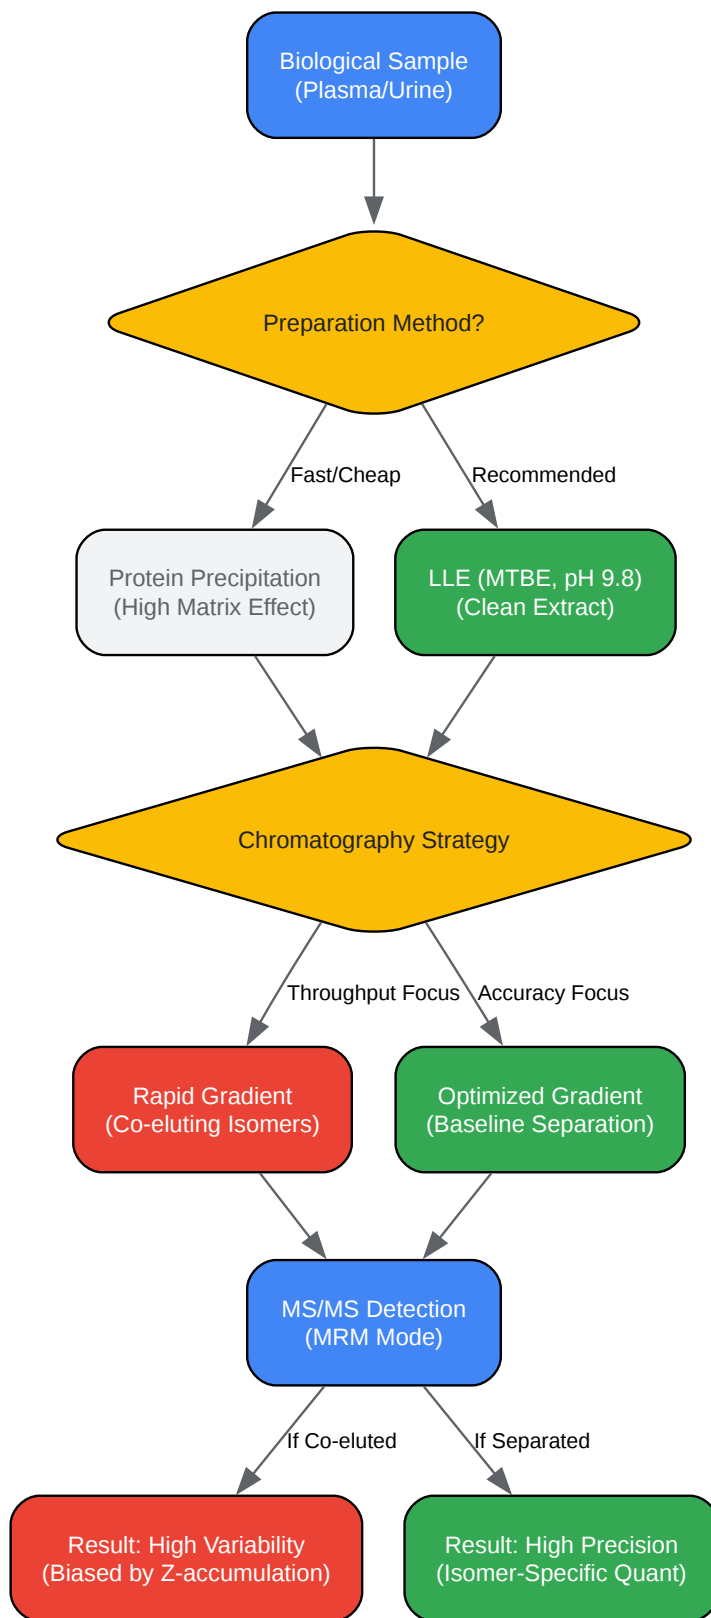 Biological Sample
(Plasma/Urine)
Preparation Method?
Fast/Cheap
Recommended
Protein Precipitation
(High Matrix Effect)
LLE (MTBE, pH 9.8)
(Clean Extract)
Chromatography Strategy
Throughput Focus
Accuracy Focus
Rapid Gradient
(Co-eluting Isomers)
Optimized Gradient
(Baseline Separation)
MS/MS Detection
(MRM Mode)
If Co-eluted
If Separated
Result: High Variability
(Biased by Z-accumulation)
Result: High Precision
(Isomer-Specific Quant)